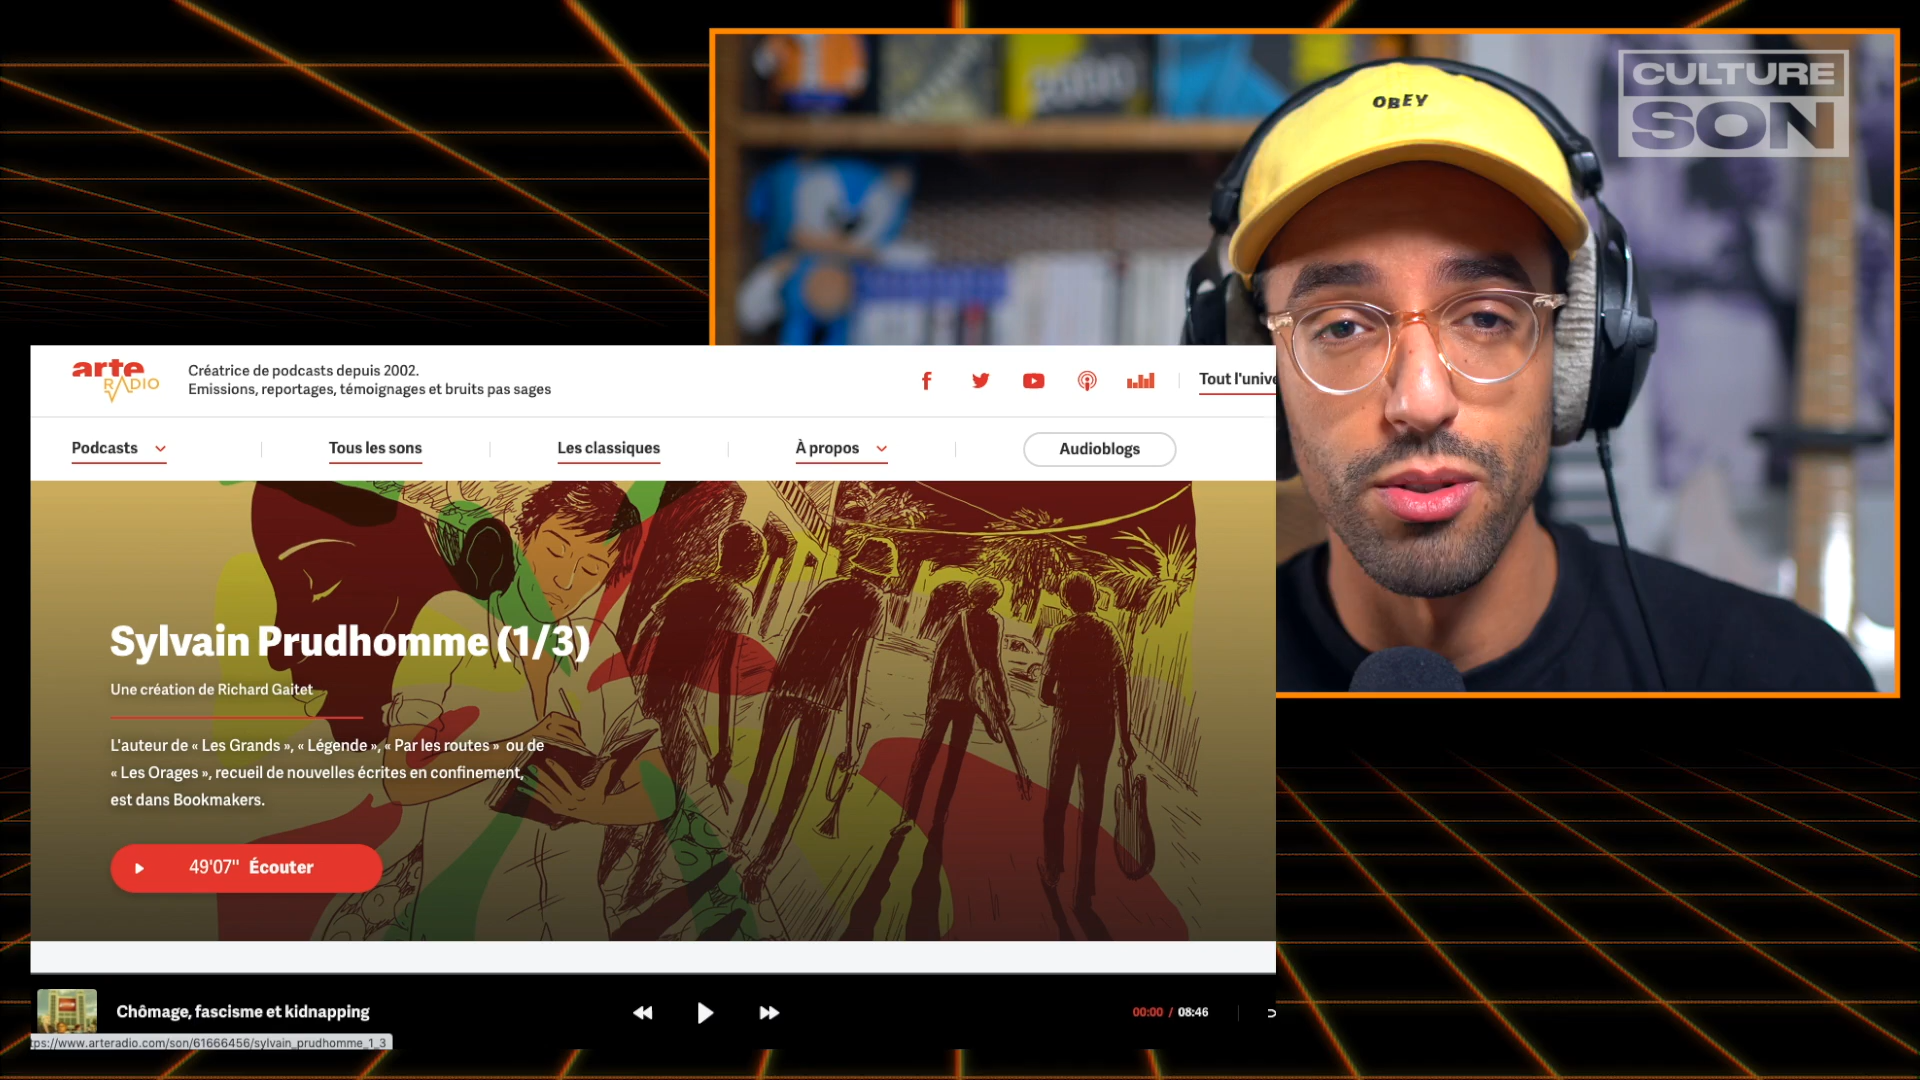 OBEY
CULTURE
SON
arte
RADIO
Créatrice de podcasts depuis 2002.
Emissions, reportages, témoignages et bruits pas sages
Tout l'unive
Podcasts
Tous les sons
Les classiques
À propos
Audioblogs
Sylvain Prudhomme (1/3)
Une création de Richard Gaitet
L'auteur de « Les Grands », « Légende », « Par les routes » ou de
« Les Orages », recueil de nouvelles écrites en confinement,
est dans Bookmakers.
49'07'' Écouter
Chômage, fascisme et kidnapping
00:00 / 08:46
tps://www.arteradio.com/son/61666456/sylvain_prudhomme_1_3